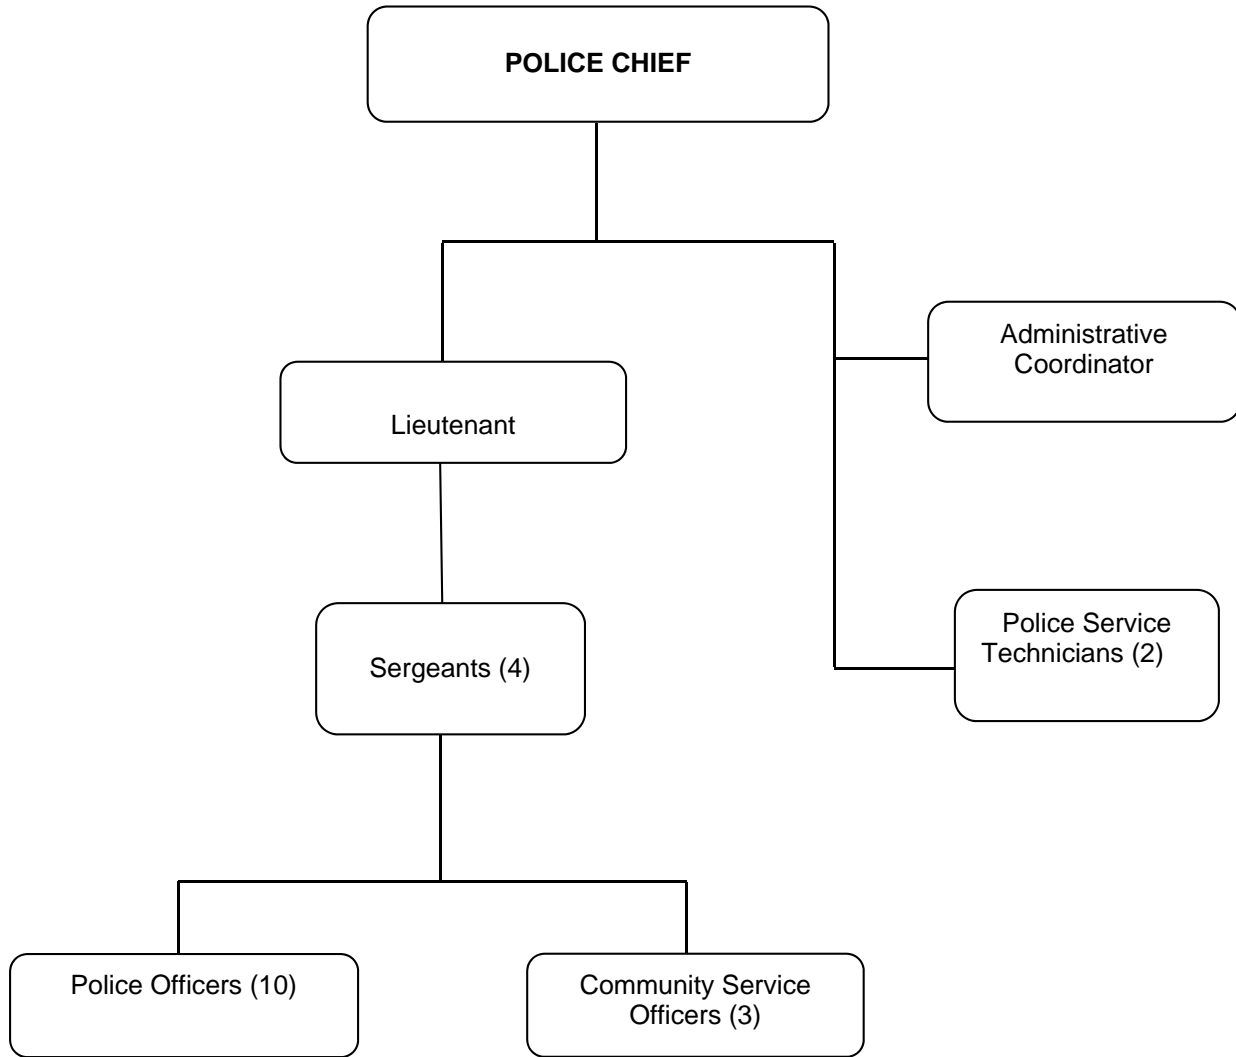 POLICE CHIEF
Administrative
Coordinator
Lieutenant
Police Service
Technicians (2)
Sergeants (4)
Police Officers (10)
Community Service
Officers (3)